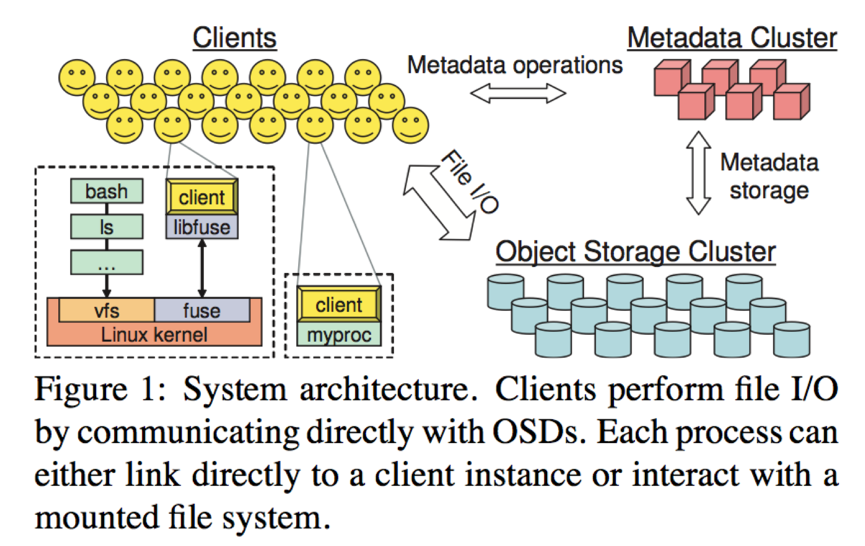 Clients
Metadata Cluster
Metadata operations
File I/O
Metadata
storage
Object Storage Cluster
bash
ls
...
client
libfuse
vfs
fuse
Linux kernel
client
myproc
Figure 1: System architecture. Clients perform file I/O
by communicating directly with OSDs. Each process can
either link directly to a client instance or interact with a
mounted file system.